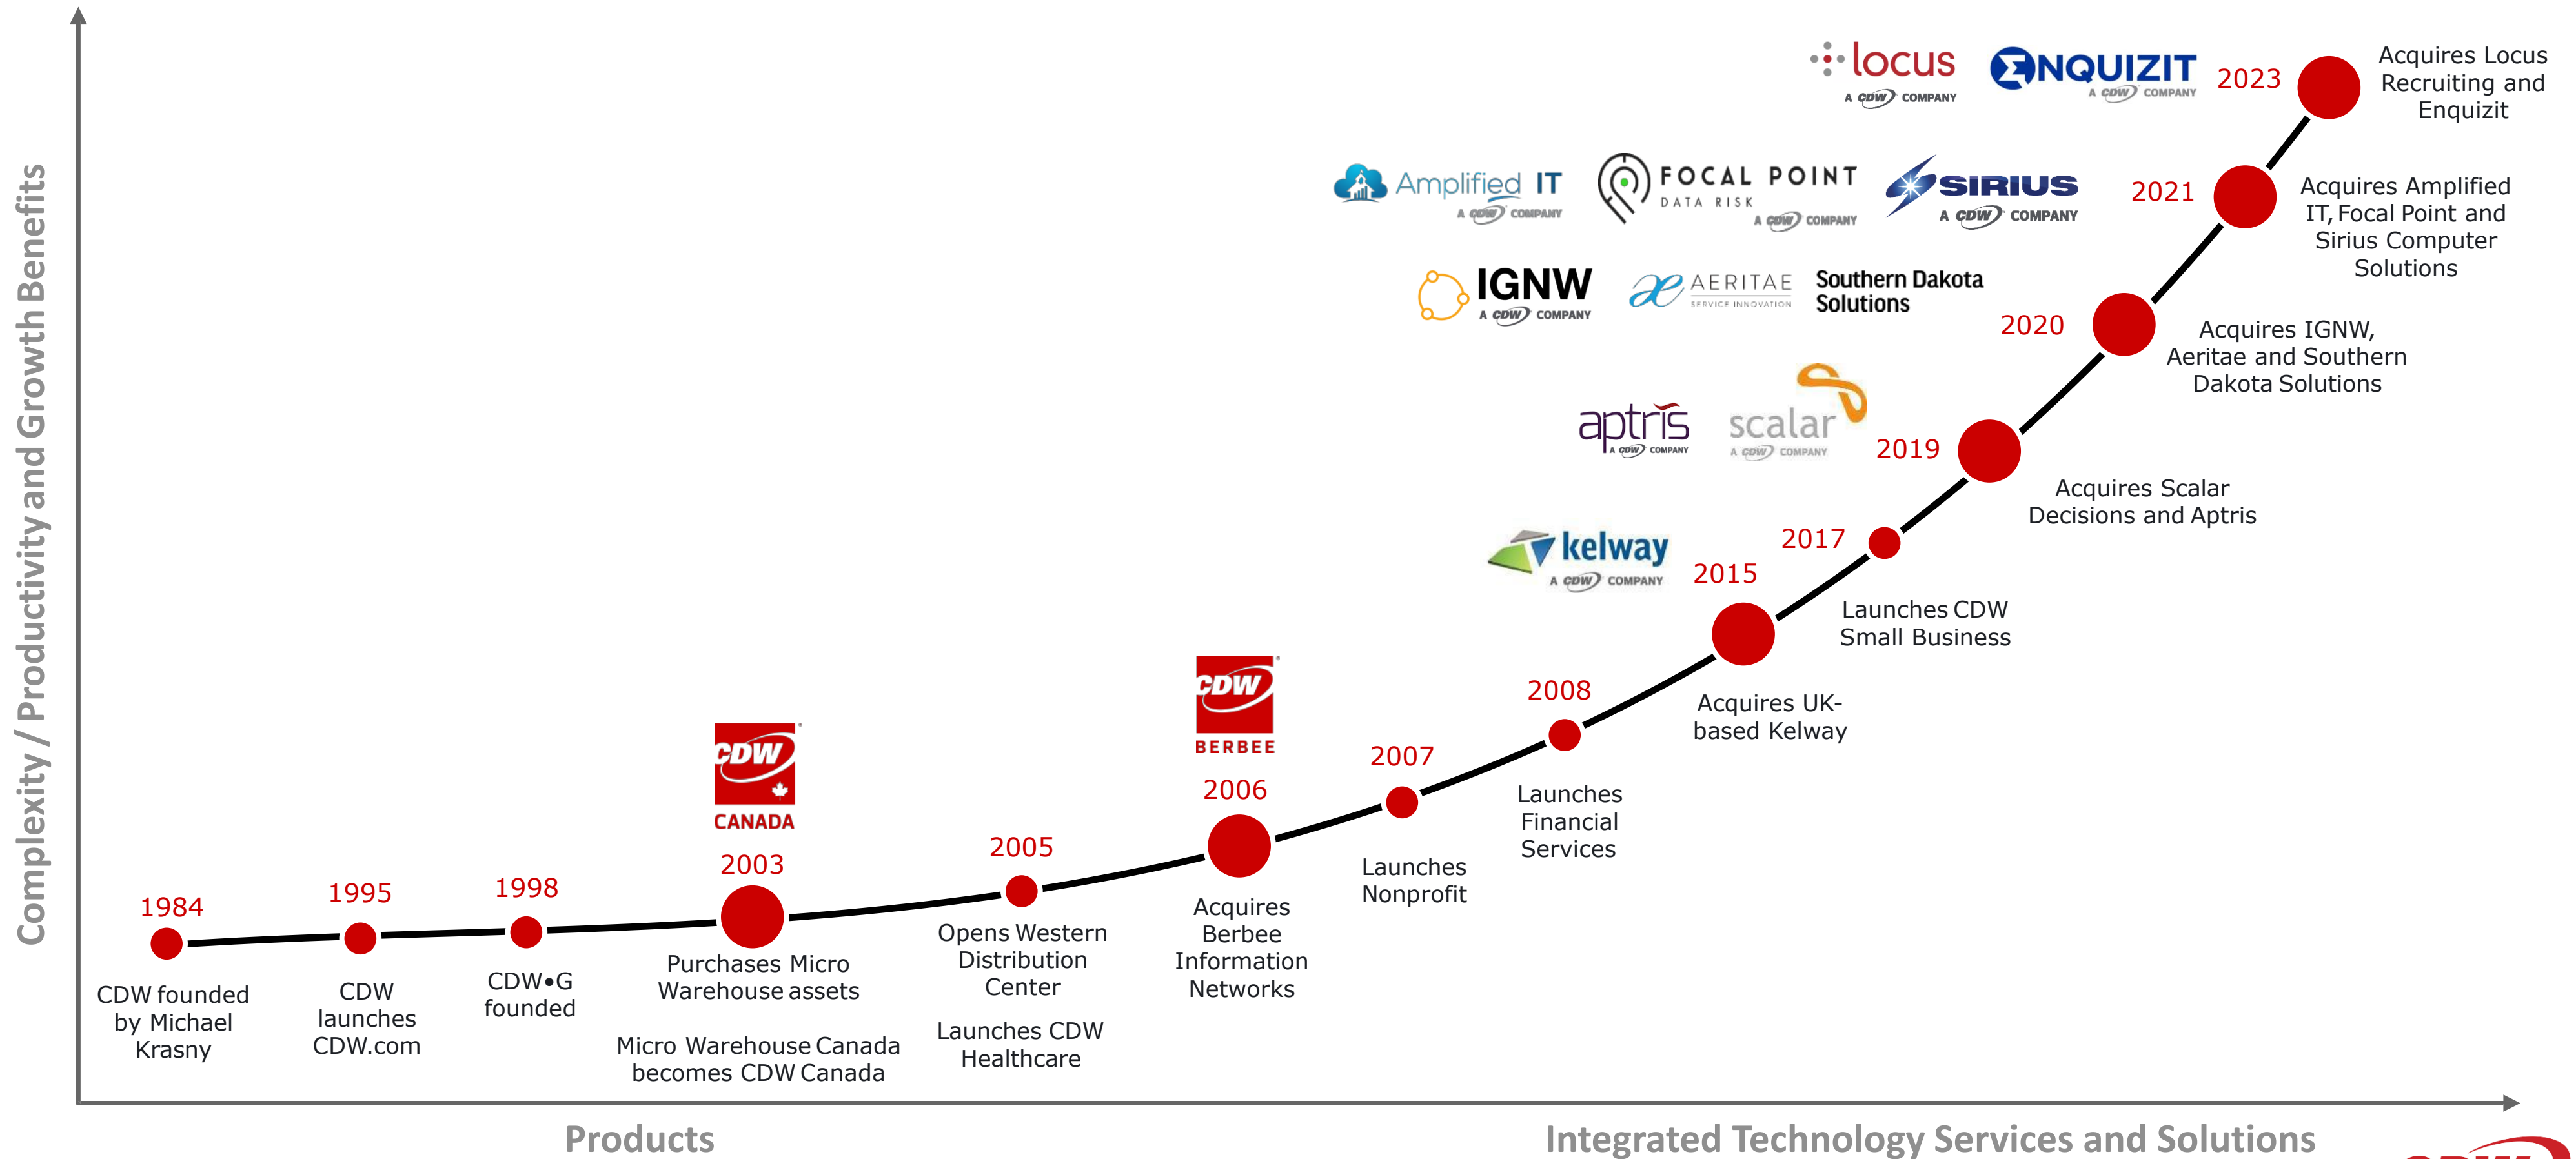 Complexity / Productivity and Growth Benefits
locus
A CDW COMPANY
ENQUIZIT
A CDW COMPANY
2023
Acquires Locus
Recruiting and
Enquizit
Amplified IT
A CDW COMPANY
FOCAL POINT
DATA RISK
A CDW COMPANY
SIRIUS
A CDW COMPANY
2021
Acquires Amplified
IT, Focal Point and
Sirius Computer
Solutions
IGNW
A CDW COMPANY
ae AERITAE
SERVICE INNOVATION
Southern Dakota
Solutions
2020
Acquires IGNW,
Aeritae and Southern
Dakota Solutions
aptris
A CDW COMPANY
scalar
A CDW COMPANY
2019
Acquires Scalar
Decisions and Aptris
kelway
A CDW COMPANY
2017
Launches CDW
Small Business
2015
Acquires UK-
based Kelway
2008
Launches
Financial
Services
2007
Launches
Nonprofit
CDW®
BERBEE
2006
Acquires
Berbee
Information
Networks
2005
Opens Western
Distribution
Center
Launches CDW
Healthcare
CDW®
CANADA
2003
Purchases Micro
Warehouse assets
Micro Warehouse Canada
becomes CDW Canada
1998
CDW•G
founded
1995
CDW
launches
CDW.com
1984
CDW founded
by Michael
Krasny
Products
Integrated Technology Services and Solutions